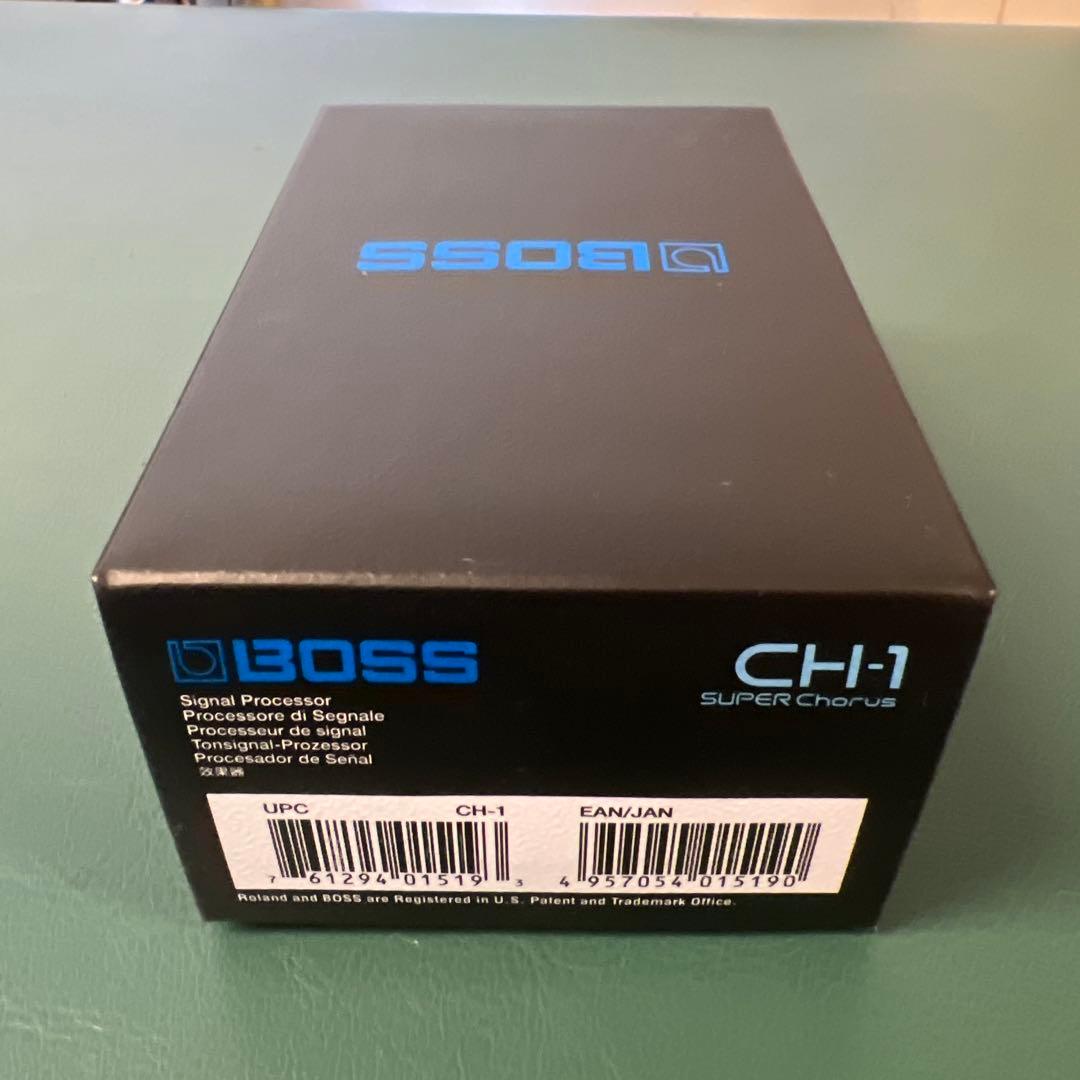 BOSS
BOSS
CH-1
SUPER Chorus
Signal Processor
Processore di Segnale
Processeur de signal
Tonsignal-Prozessor
Procesador de Señal
效果器
UPC CH-1 EAN/JAN
7 61294 01519 3 4 957054 015190
Roland and BOSS are Registered in U.S. Patent and Trademark Office.